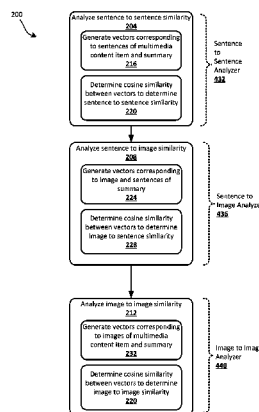 200
Analyze sentence to sentence similarity
204
Generate vectors corresponding
to sentences of multimedia
content item and summary
216
Determine cosine similarity
between vectors to determine
sentence to sentence similarity
220
Sentence
to
Sentence
Analyzer
432
Analyze sentence to image similarity
208
Generate vectors corresponding
to image and sentences of
summary
224
Determine cosine similarity
between vectors to determine
image to sentence similarity
228
Sentence to
Image Analyze
436
Analyze image to image similarity
212
Generate vectors corresponding
to images of multimedia
content item and summary
232
Determine cosine similarity
between vectors to determine
image to image similarity
220
Image to Image
Analyzer
440